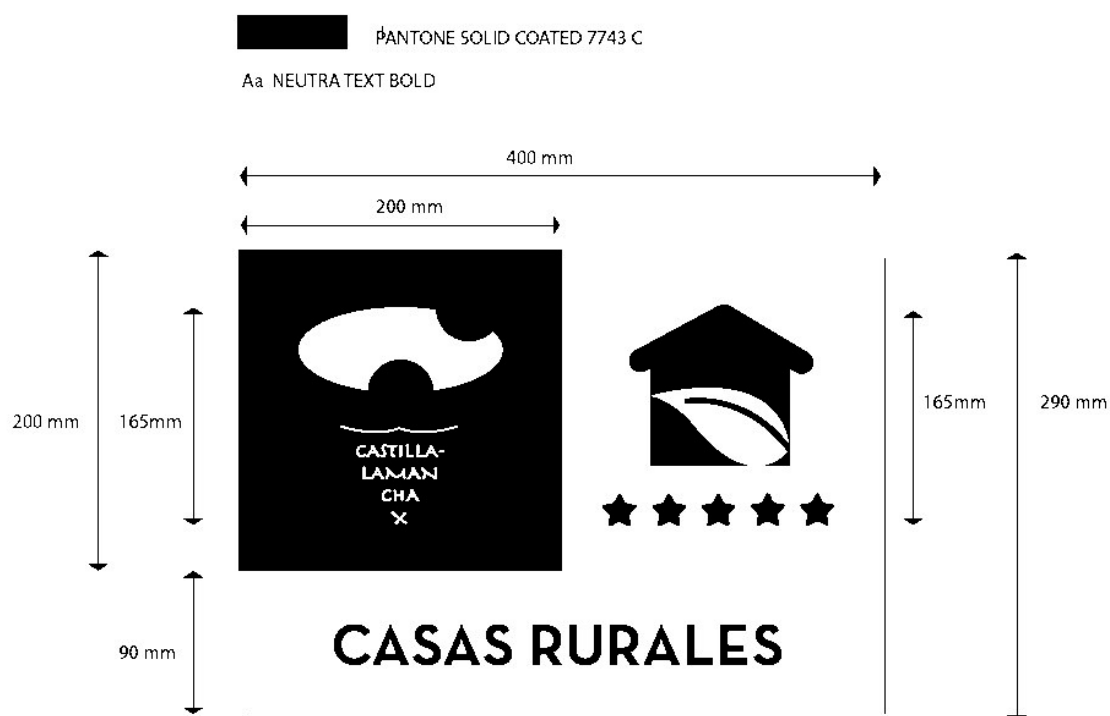 PANTONE SOLID COATED 7743 C
Aa NEUTRA TEXT BOLD
400 mm
200 mm
200 mm
165mm
CASTILLA-
LAMAN
CHA
X
165mm
290 mm
90 mm
CASAS RURALES